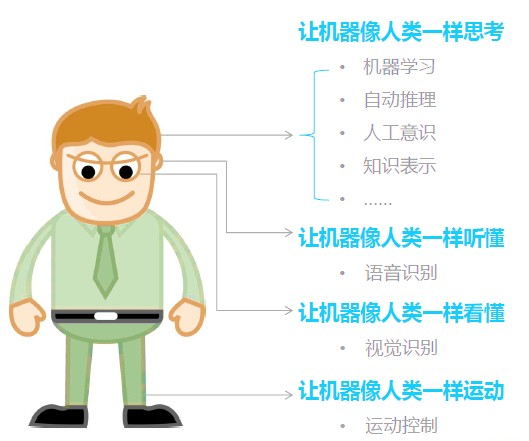 让机器像人类一样思考
• 机器学习
• 自动推理
• 人工意识
• 知识表示
• ……
让机器像人类一样听懂
• 语音识别
让机器像人类一样看懂
• 视觉识别
让机器像人类一样运动
• 运动控制